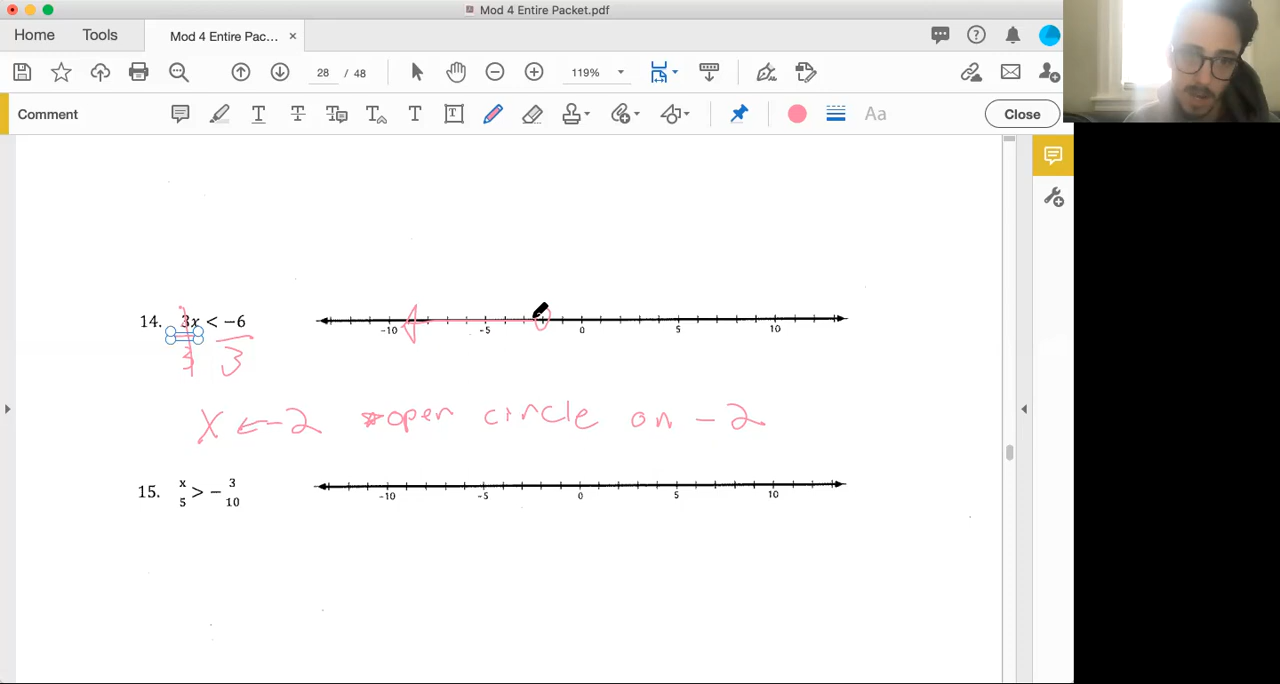 Mod 4 Entire Packet.pdf
Home Tools Mod 4 Entire Pac... ×
28 / 48 119%
Comment T T T T T Aa Close
14. 3x < −6
-10 -5 0 5 10
3 3
x < -2 *open circle on -2
15. x/5 > − 3/10
-10 -5 0 5 10